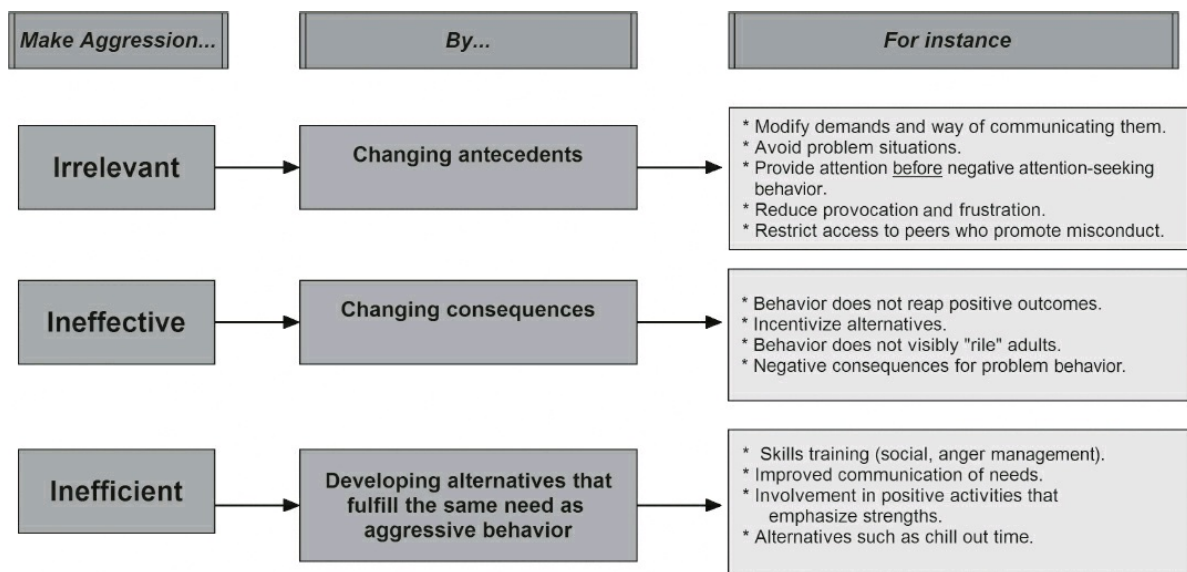 Make Aggression...
By...
For instance
Irrelevant
Changing antecedents
* Modify demands and way of communicating them.
* Avoid problem situations.
* Provide attention before negative attention-seeking
behavior.
* Reduce provocation and frustration.
* Restrict access to peers who promote misconduct.
Ineffective
Changing consequences
* Behavior does not reap positive outcomes.
* Incentivize alternatives.
* Behavior does not visibly "rile" adults.
* Negative consequences for problem behavior.
Inefficient
Developing alternatives that
fulfill the same need as
aggressive behavior
* Skills training (social, anger management).
* Improved communication of needs.
* Involvement in positive activities that
emphasize strengths.
* Alternatives such as chill out time.